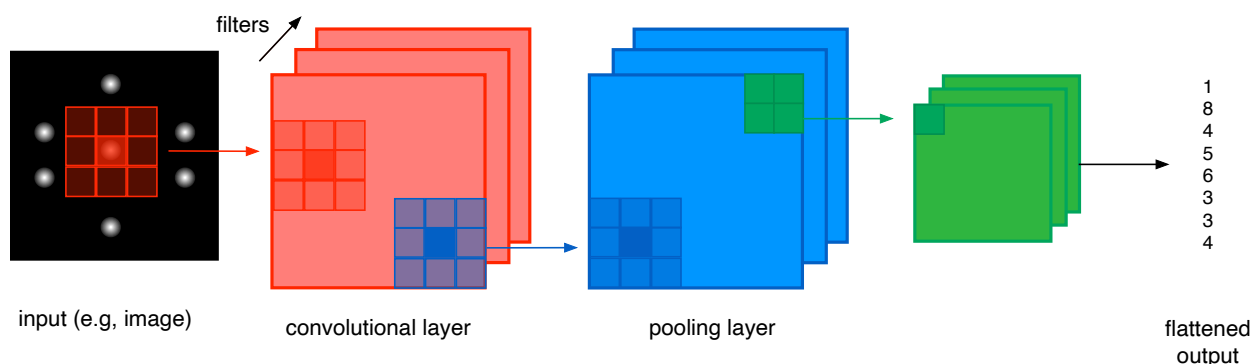 filters
input (e.g, image)
convolutional layer
pooling layer
1
8
4
5
6
3
3
4
flattened
output